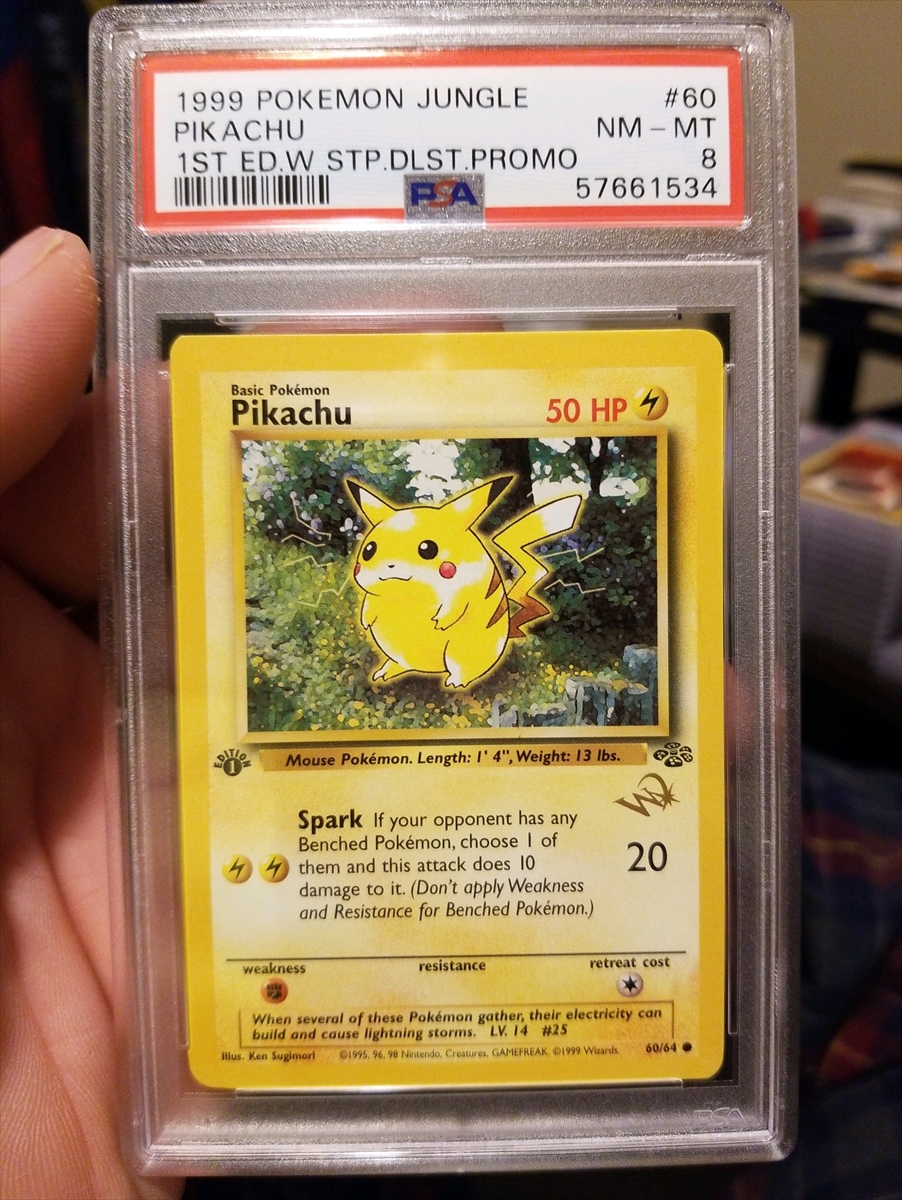 1999 POKEMON JUNGLE #60
PIKACHU NM - MT
1ST ED.W STP.DLST.PROMO 8
PSA 57661534
Basic Pokémon
Pikachu 50 HP
EDITION
1
Mouse Pokémon. Length: 1' 4", Weight: 13 lbs.
W
Spark If your opponent has any
Benched Pokémon, choose 1 of
them and this attack does 10 20
damage to it. (Don't apply Weakness
and Resistance for Benched Pokémon.)
weakness resistance retreat cost
When several of these Pokémon gather, their electricity can
build and cause lightning storms. LV. 14 #25
Illus. Ken Sugimori ©1995, 96, 98 Nintendo, Creatures, GAMEFREAK. ©1999 Wizards. 60/64
PSA